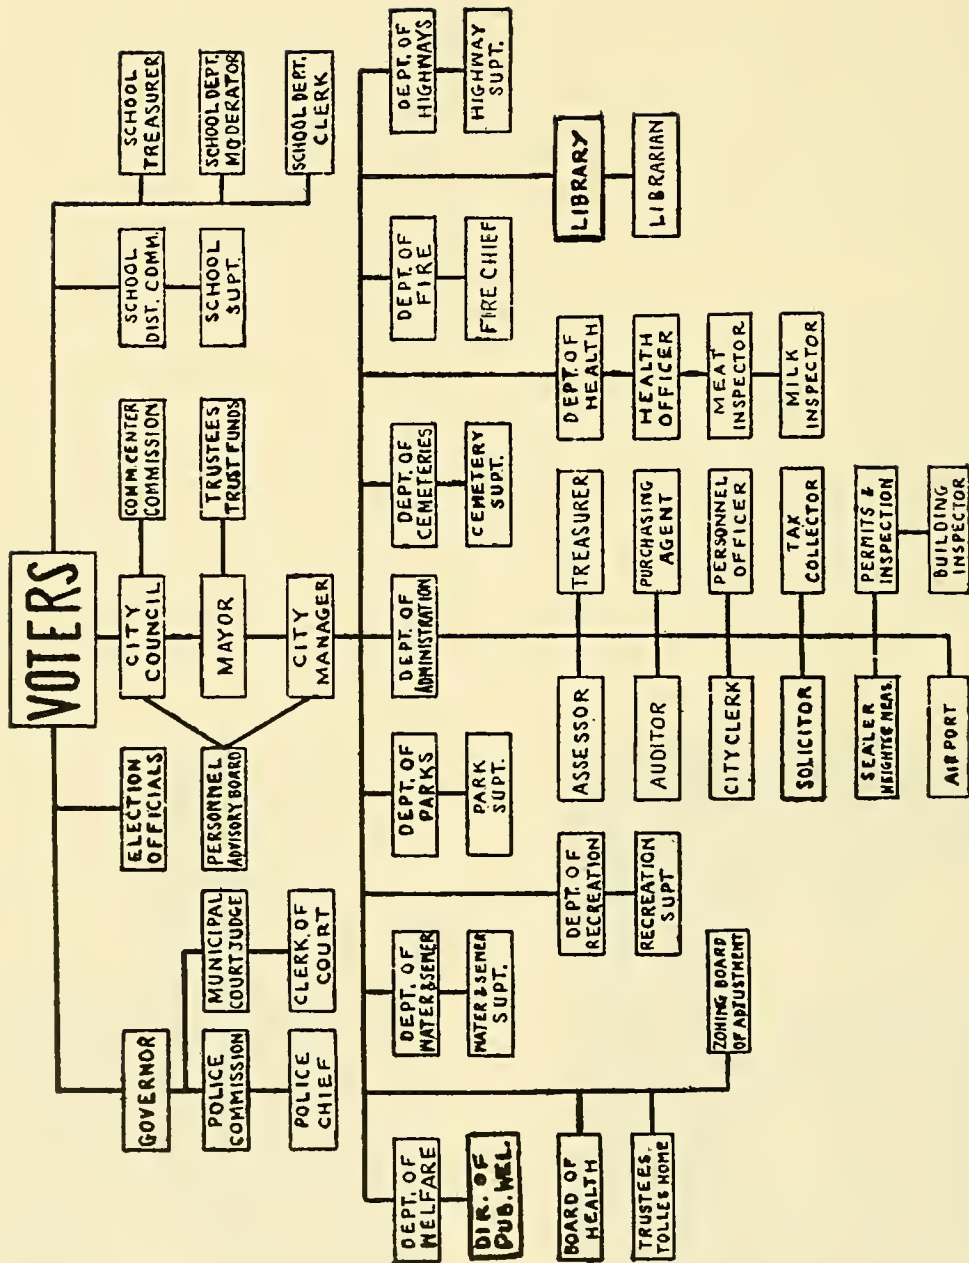 VOTERS
GOVERNOR
ELECTION
OFFICIALS
CITY
COUNCIL
COMM. CENTER
COMMISSION
SCHOOL
DIST. COMM.
SCHOOL
TREASURER
POLICE
COMMISSION
MUNICIPAL
COURT JUDGE
PERSONNEL
ADVISORY BOARD
MAYOR
TRUSTEES
TRUST FUNDS
SCHOOL
SUPT.
SCHOOL DEPT.
MODERATOR
POLICE
CHIEF
CLERK OF
COURT
CITY
MANAGER
SCHOOL DEPT.
CLERK
DEPT. OF
WELFARE
DEPT. OF
WATER & SEWER
DEPT. OF
PARKS
DEPT. OF
ADMINISTRATION
DEPT. OF
CEMETERIES
DEPT. OF
FIRE
DEPT. OF
HIGHWAYS
DIR. OF
PUB. WEL.
WATER & SEWER
SUPT.
PARK
SUPT.
CEMETERY
SUPT.
FIRE CHIEF
HIGHWAY
SUPT.
BOARD OF
HEALTH
DEPT. OF
RECREATION
ASSESSOR
TREASURER
DEPT. OF
HEALTH
LIBRARY
TRUSTEES,
TOLLES HOME
RECREATION
SUPT
AUDITOR
PURCHASING
AGENT
HEALTH
OFFICER
LIBRARIAN
ZONING BOARD
OF ADJUSTMENT
CITY CLERK
PERSONNEL
OFFICER
MEAT
INSPECTOR
SOLICITOR
TAX
COLLECTOR
MILK
INSPECTOR
SEALER
WEIGHTER MEAS.
PERMITS &
INSPECTION
AIRPORT
BUILDING
INSPECTOR